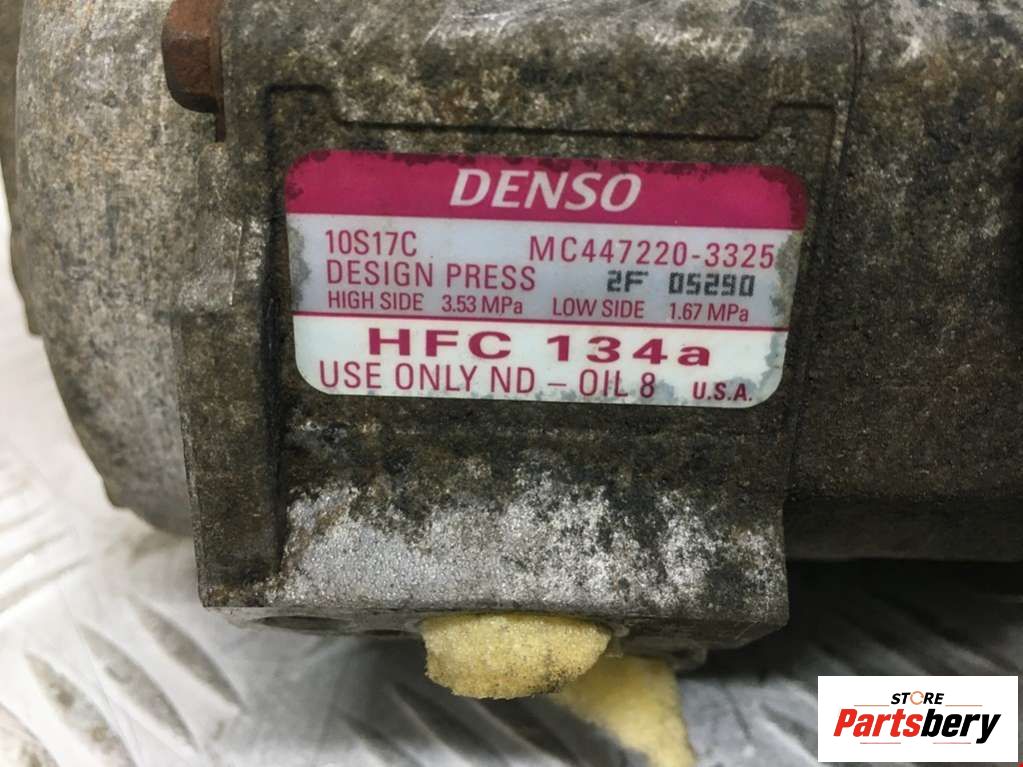 DENSO
10S17C MC447220-3325
DESIGN PRESS 2F 05290
HIGH SIDE 3.53 MPa LOW SIDE 1.67 MPa
HFC 134a
USE ONLY ND - OIL 8 U.S.A.
STORE
Partsbery